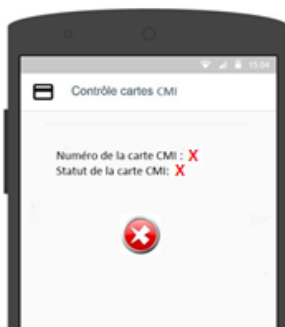 15:04
Contrôle cartes CMI
Numéro de la carte CMI : X
Statut de la carte CMI: X